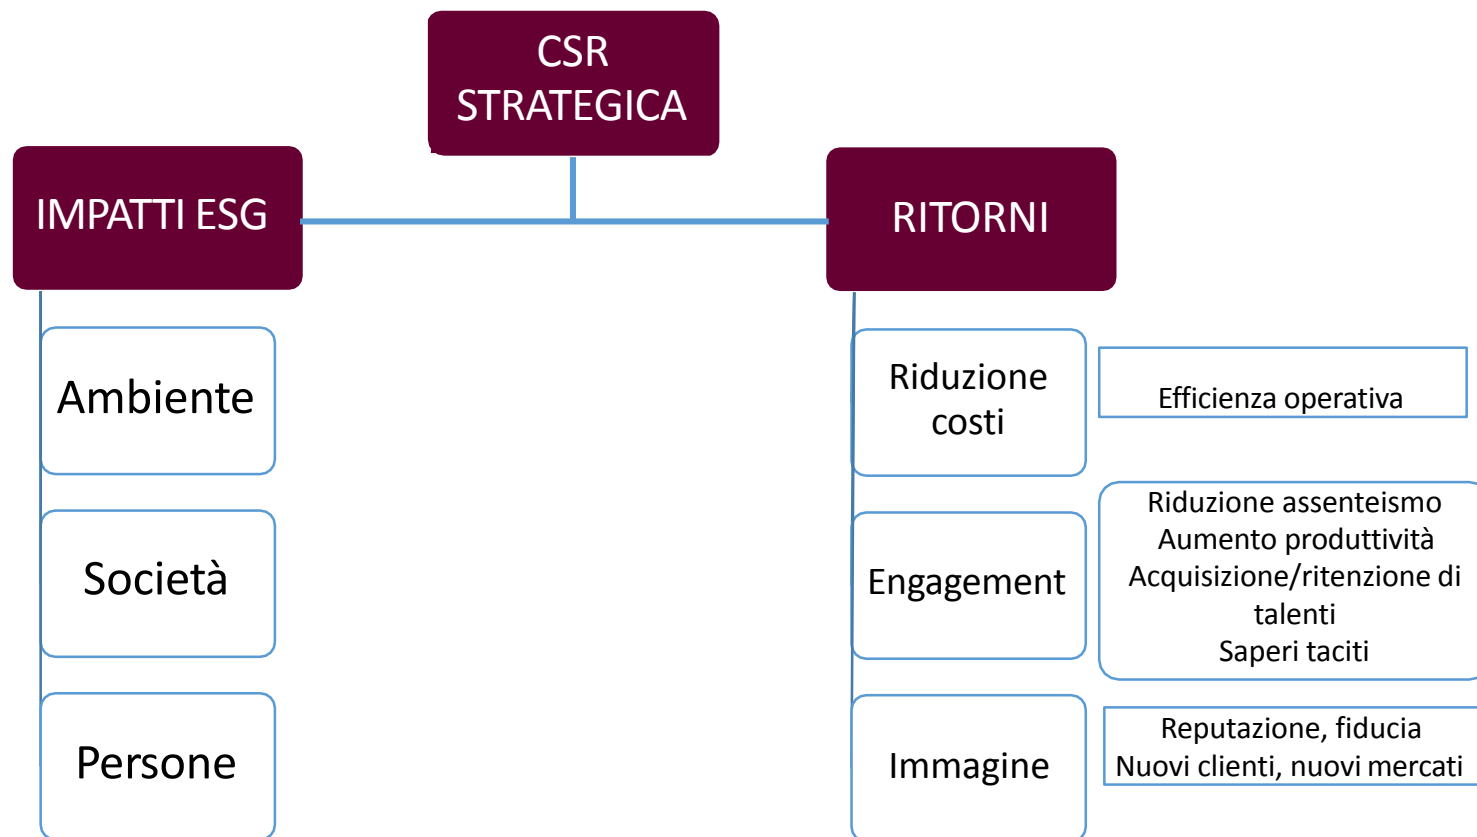 CSR
STRATEGICA
IMPATTI ESG
RITORNI
Ambiente
Società
Persone
Riduzione
costi
Efficienza operativa
Engagement
Riduzione assenteismo
Aumento produttività
Acquisizione/ritenzione di
talenti
Saperi taciti
Immagine
Reputazione, fiducia
Nuovi clienti, nuovi mercati